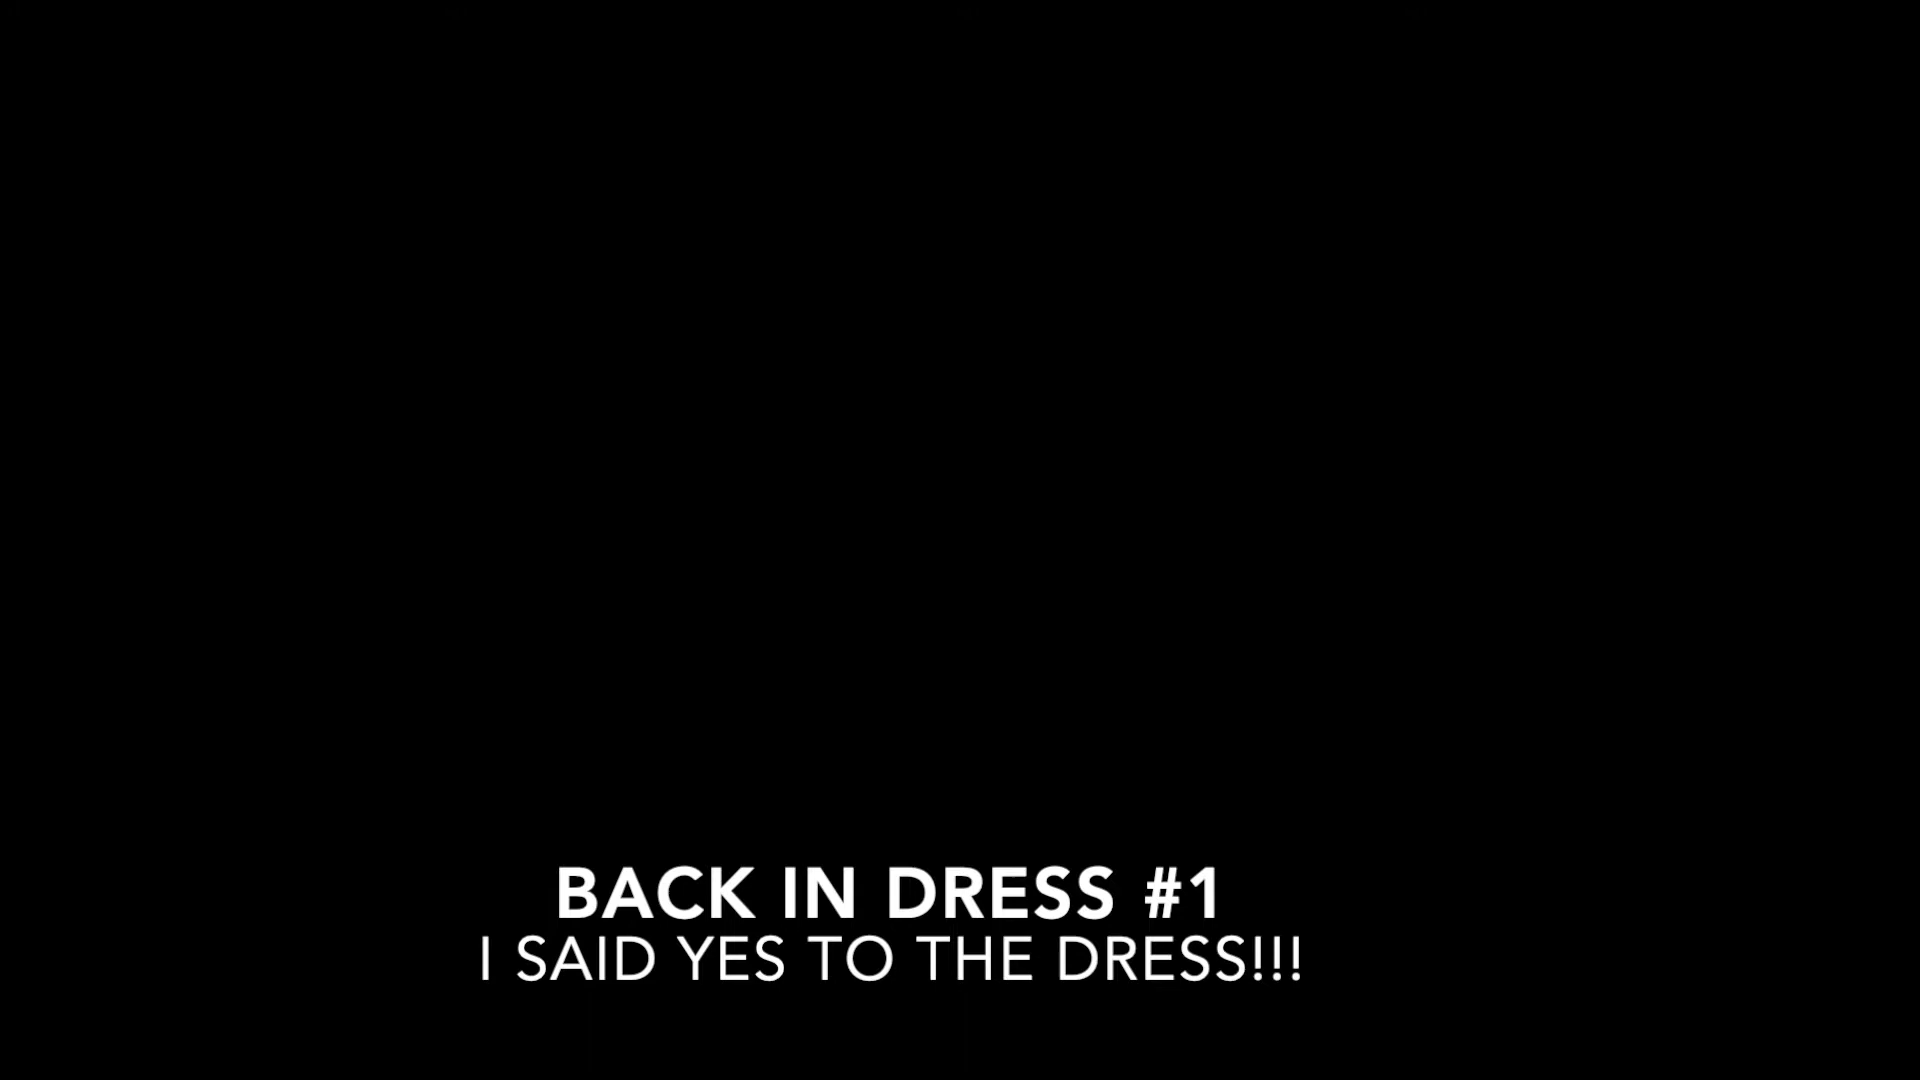 BACK IN DRESS #1
I SAID YES TO THE DRESS!!!